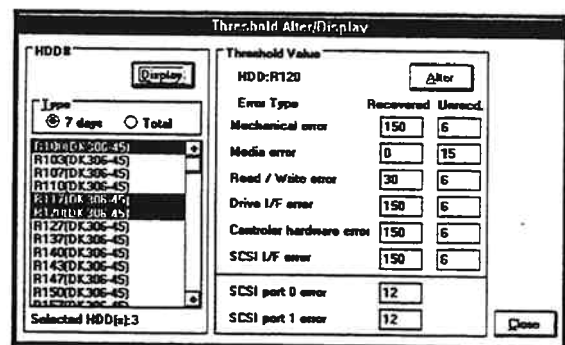 Threshold Alter/Display
HDD#
Display
Type
7 days
Total
R100(DK306-45)
R103(DK306-45)
R107(DK306-45)
R110(DK306-45)
R117(DK306-45)
R120(DK306-45)
R127(DK306-45)
R137(DK306-45)
R140(DK306-45)
R143(DK306-45)
R147(DK306-45)
R150(DK306-45)
Selected HDD[s]:3
Threshold Value
HDD:R120
Alter
Error Type Recovered Unrecd.
Mechanical error 150 6
Media error 0 15
Read / Write error 30 6
Drive I/F error 150 6
Controler hardware error 150 6
SCSI I/F error 150 6
SCSI port 0 error 12
SCSI port 1 error 12
Close